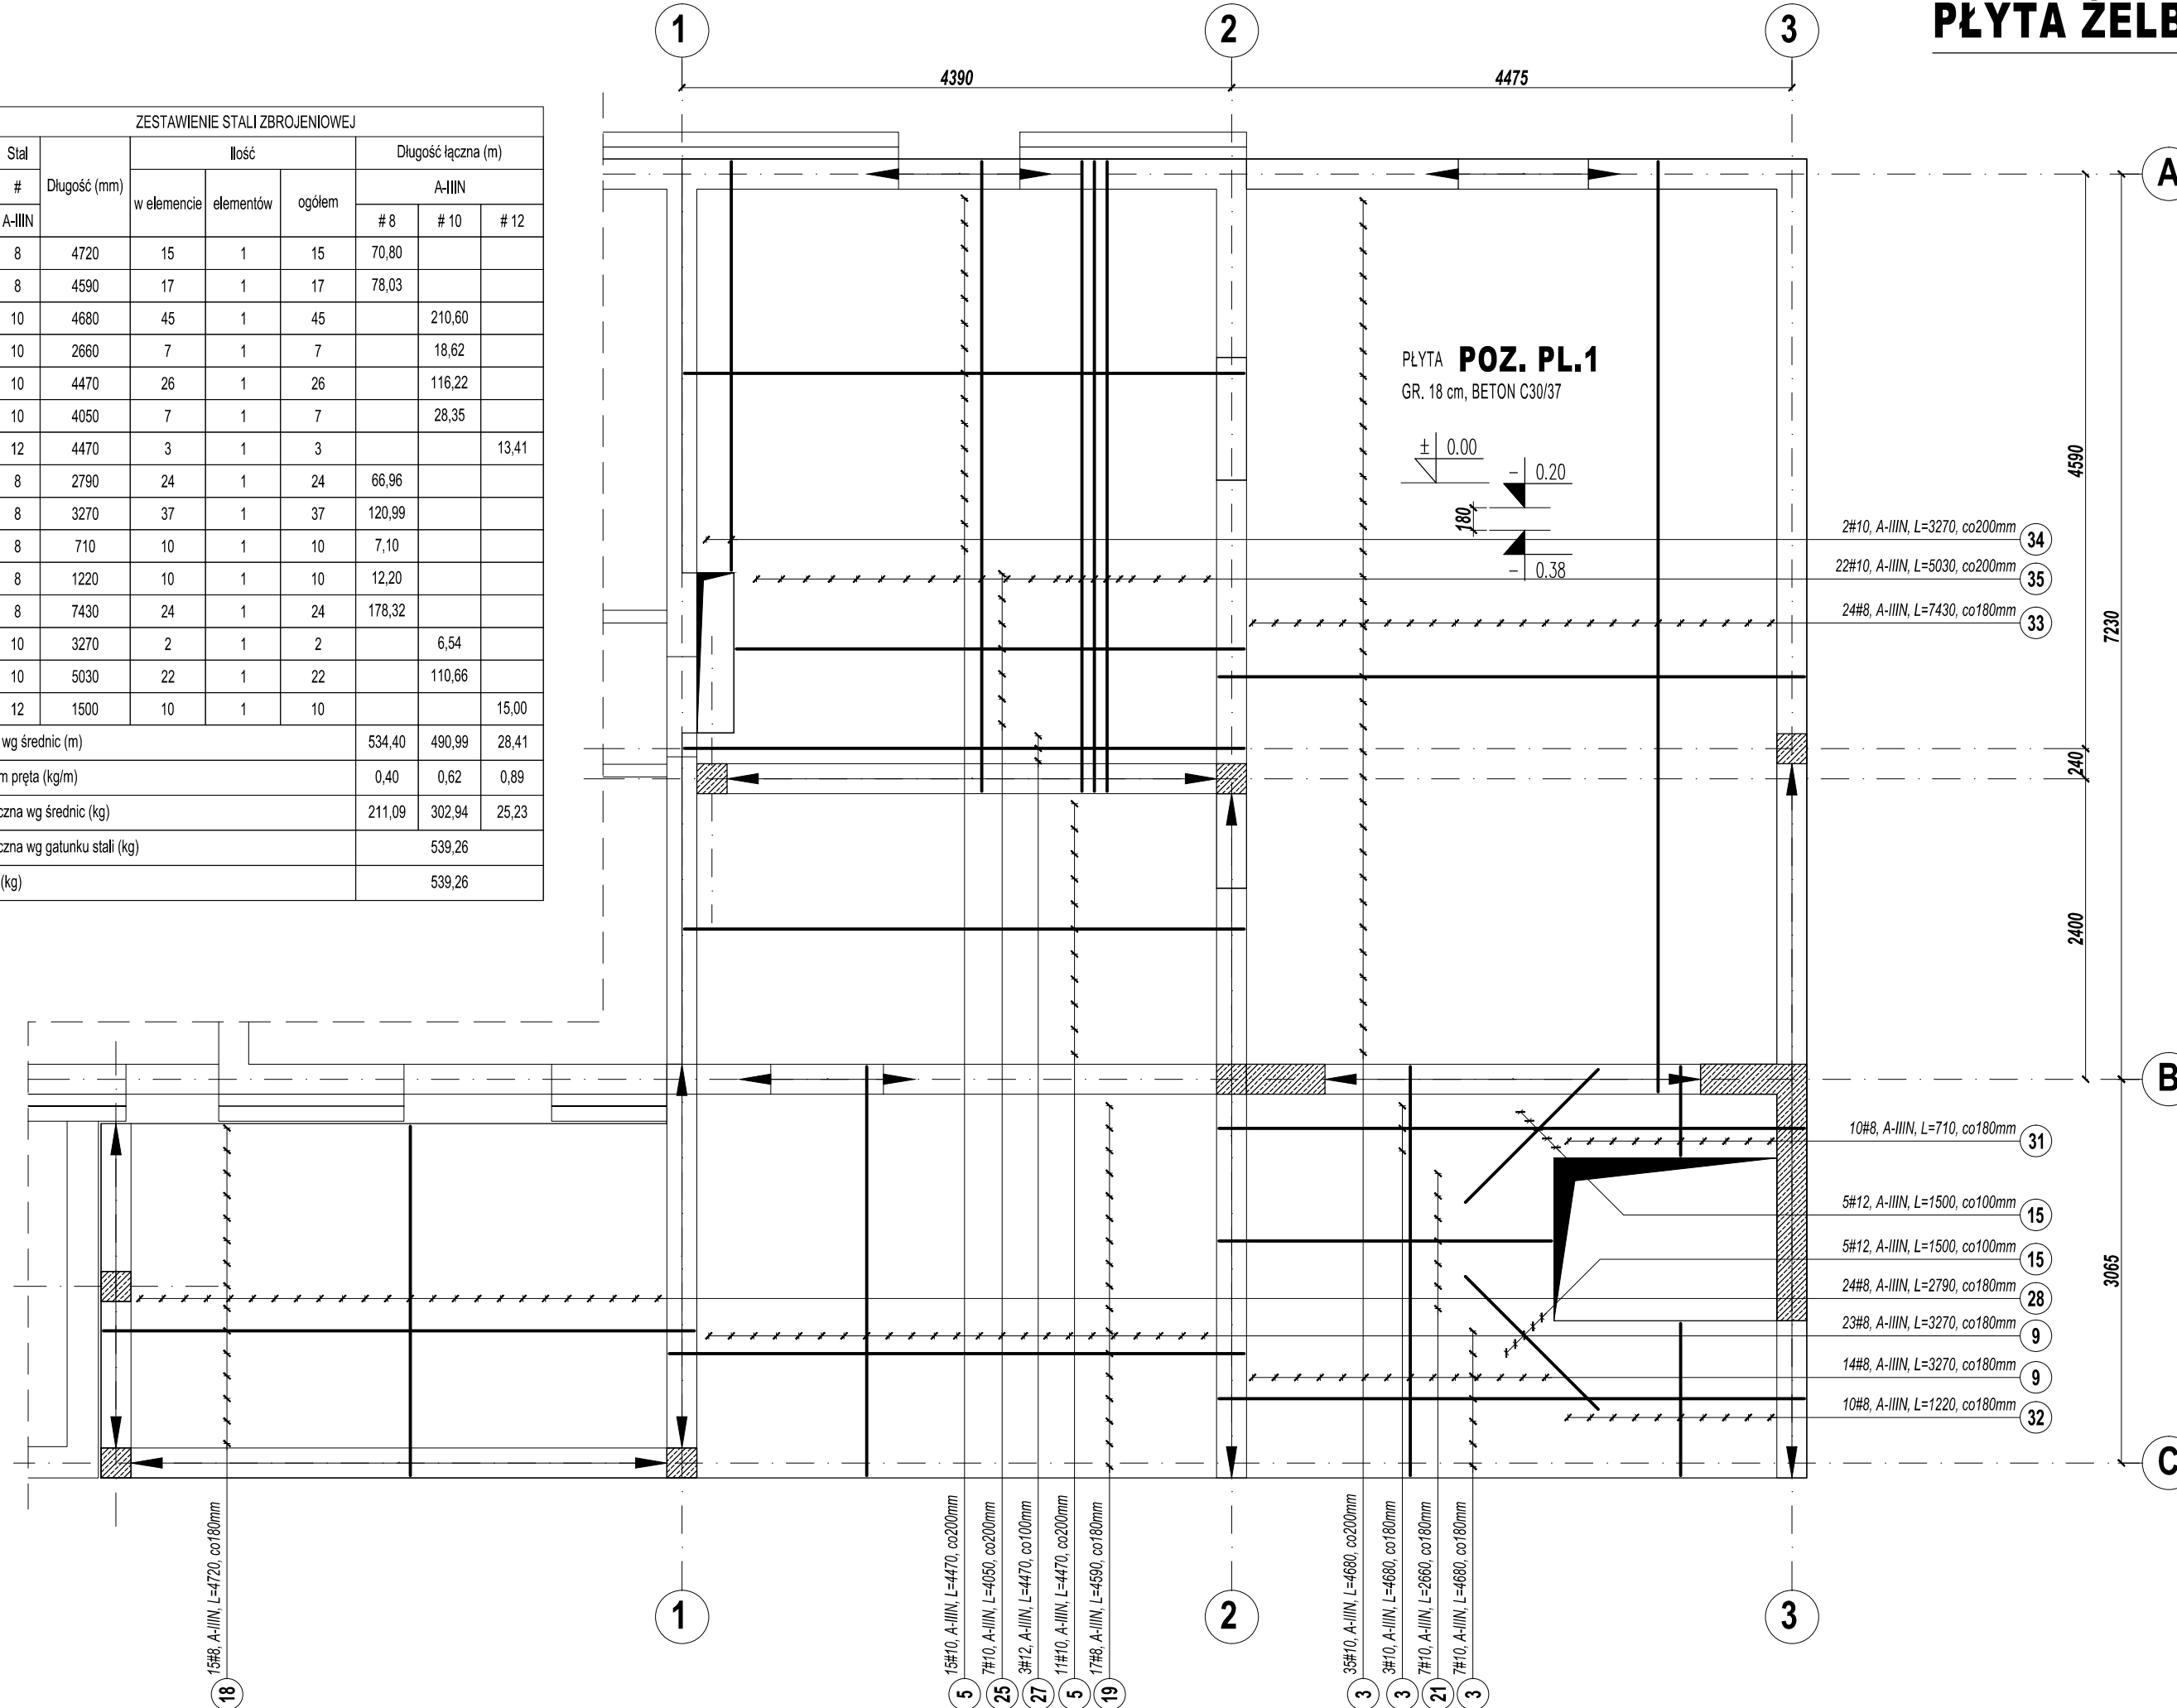 PŁYTA ŻELB
1
2
3
4390
4475
ZESTAWIENIE STALI ZBROJENIOWEJ
Stal
Długość (mm)
Ilość
Długość łączna (m)
#
w elemencie
elementów
ogółem
A-IIIN
A-IIIN
# 8
# 10
# 12
8 4720 15 1 15 70,80
8 4590 17 1 17 78,03
10 4680 45 1 45 210,60
10 2660 7 1 7 18,62
10 4470 26 1 26 116,22
10 4050 7 1 7 28,35
12 4470 3 1 3 13,41
8 2790 24 1 24 66,96
8 3270 37 1 37 120,99
8 710 10 1 10 7,10
8 1220 10 1 10 12,20
8 7430 24 1 24 178,32
10 3270 2 1 2 6,54
10 5030 22 1 22 110,66
12 1500 10 1 10 15,00
wg średnic (m) 534,40 490,99 28,41
m pręta (kg/m) 0,40 0,62 0,89
czna wg średnic (kg) 211,09 302,94 25,23
czna wg gatunku stali (kg) 539,26
(kg) 539,26
A
PŁYTA POZ. PL.1
GR. 18 cm, BETON C30/37
± 0.00
− 0.20
180
− 0.38
4590
7230
240
2400
3065
2#10, A-IIIN, L=3270, co200mm 34
22#10, A-IIIN, L=5030, co200mm 35
24#8, A-IIIN, L=7430, co180mm 33
B
10#8, A-IIIN, L=710, co180mm 31
5#12, A-IIIN, L=1500, co100mm 15
5#12, A-IIIN, L=1500, co100mm 15
24#8, A-IIIN, L=2790, co180mm 28
23#8, A-IIIN, L=3270, co180mm 9
14#8, A-IIIN, L=3270, co180mm 9
10#8, A-IIIN, L=1220, co180mm 32
C
15#8, A-IIIN, L=4720, co180mm 18
15#10, A-IIIN, L=4470, co200mm 5
7#10, A-IIIN, L=4050, co200mm 25
3#12, A-IIIN, L=4470, co100mm 27
11#10, A-IIIN, L=4470, co200mm 5
17#8, A-IIIN, L=4590, co180mm 19
35#10, A-IIIN, L=4680, co200mm 3
3#10, A-IIIN, L=4680, co180mm 3
7#10, A-IIIN, L=2660, co180mm 21
7#10, A-IIIN, L=4680, co180mm 3
1
2
3